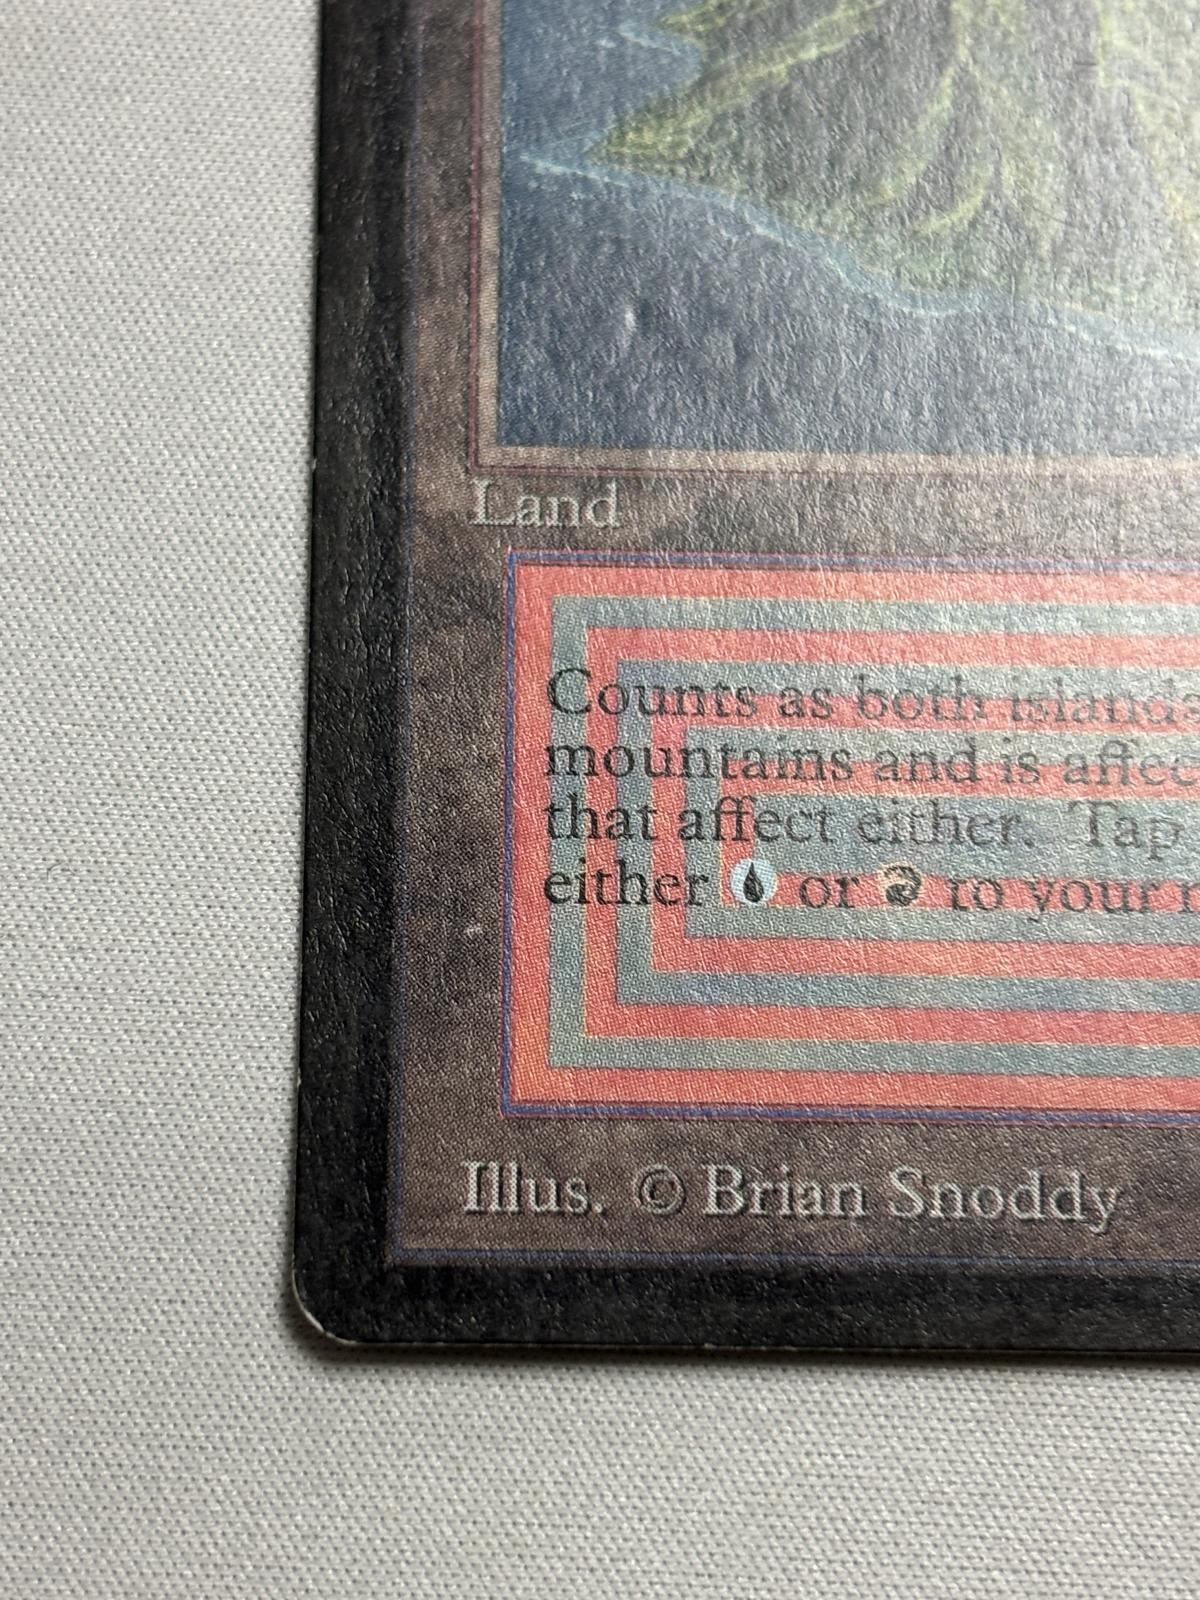 Land
Counts as both islands
mountains and is affec
that affect either. Tap
either or to your
Illus. © Brian Snoddy